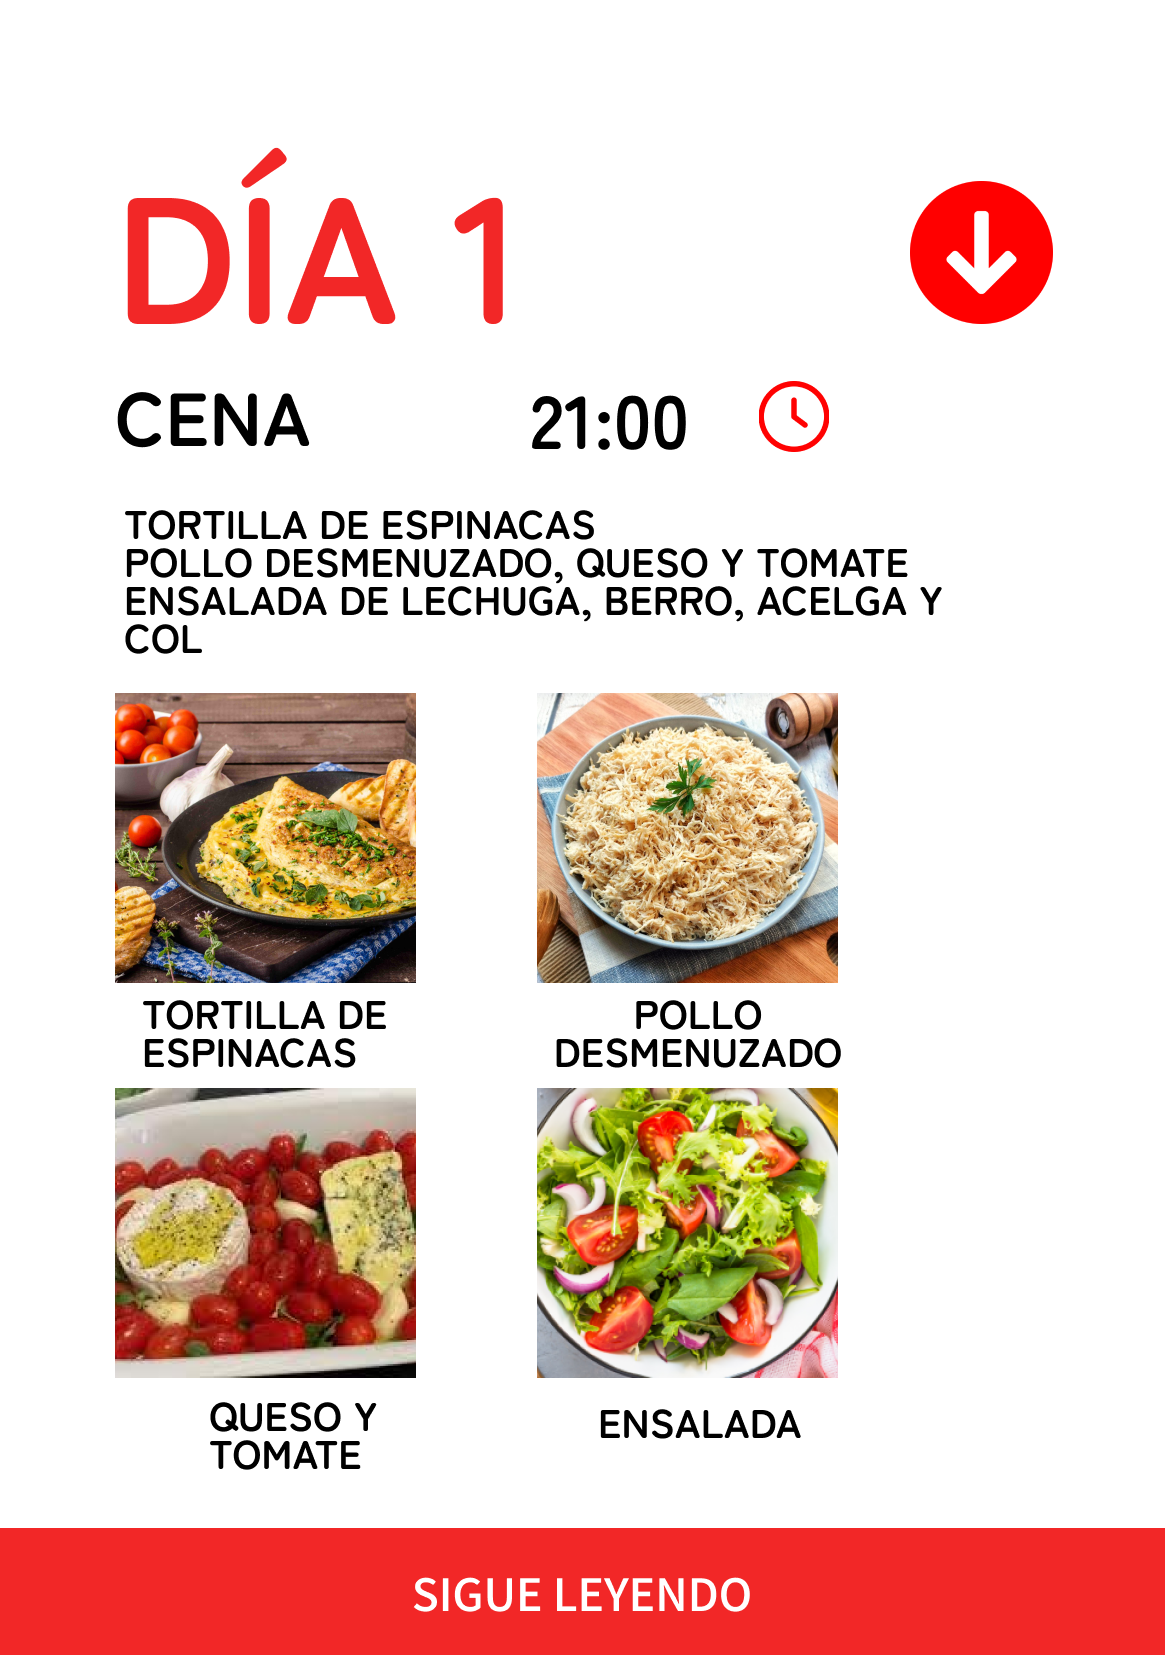 DÍA 1
CENA
21:00
TORTILLA DE ESPINACAS
POLLO DESMENUZADO, QUESO Y TOMATE
ENSALADA DE LECHUGA, BERRO, ACELGA Y
COL
TORTILLA DE
ESPINACAS
POLLO
DESMENUZADO
QUESO Y
TOMATE
ENSALADA
SIGUE LEYENDO